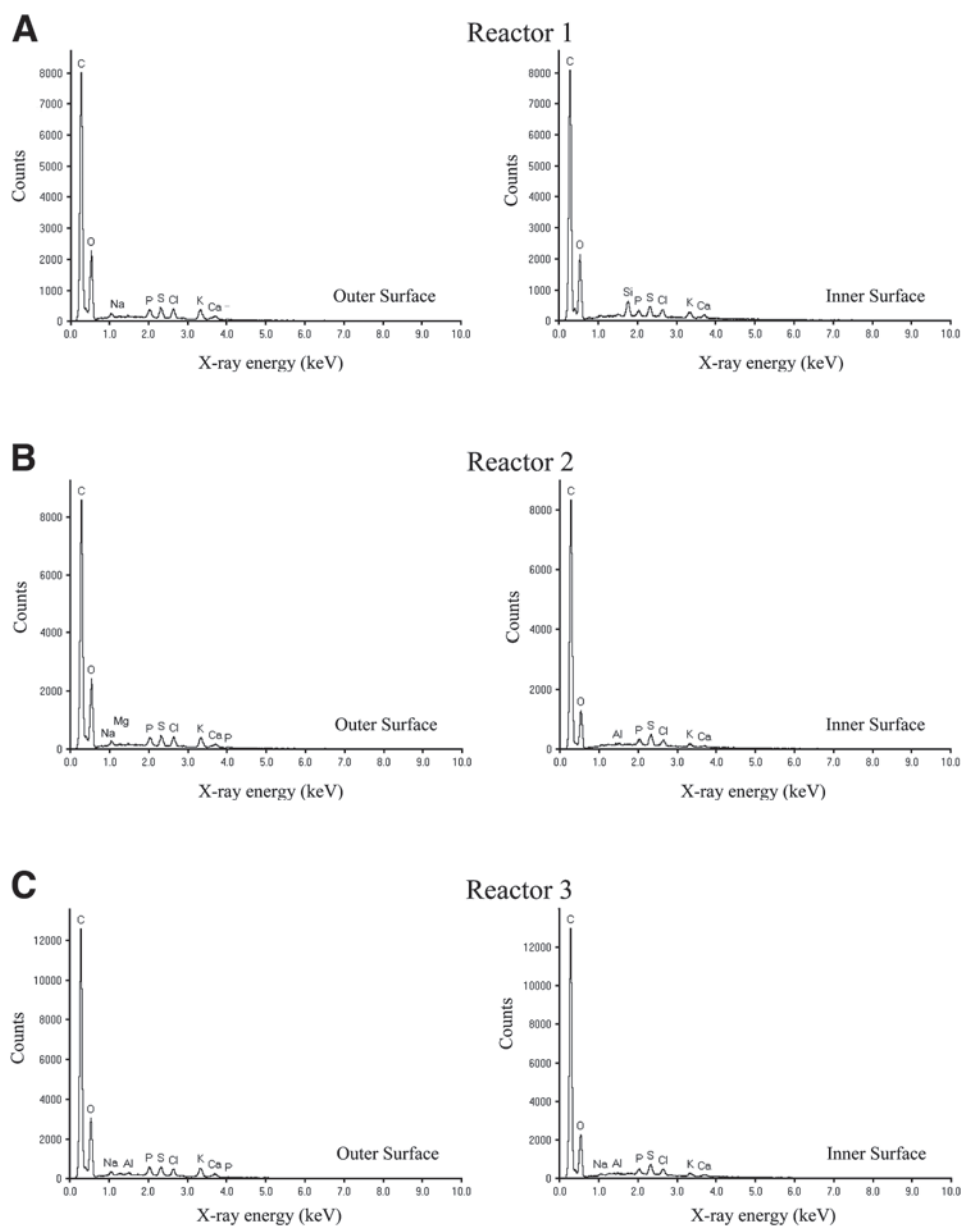 A
Reactor 1
C
8000
7000
6000
5000
4000
3000
2000
1000
0
Counts
O
Na P S Cl K Ca
Outer Surface
0.0 1.0 2.0 3.0 4.0 5.0 6.0 7.0 8.0 9.0 10.0
X-ray energy (keV)
C
8000
7000
6000
5000
4000
3000
2000
1000
0
Counts
O
Si P S Cl K Ca
Inner Surface
0.0 1.0 2.0 3.0 4.0 5.0 6.0 7.0 8.0 9.0 10.0
X-ray energy (keV)
B
Reactor 2
C
8000
6000
4000
2000
0
Counts
O
Na Mg P S Cl K Ca P
Outer Surface
0.0 1.0 2.0 3.0 4.0 5.0 6.0 7.0 8.0 9.0 10.0
X-ray energy (keV)
C
8000
6000
4000
2000
0
Counts
O
Al P S Cl K Ca
Inner Surface
0.0 1.0 2.0 3.0 4.0 5.0 6.0 7.0 8.0 9.0 10.0
X-ray energy (keV)
C
Reactor 3
C
12000
10000
8000
6000
4000
2000
0
Counts
O
Na Al P S Cl K Ca P
Outer Surface
0.0 1.0 2.0 3.0 4.0 5.0 6.0 7.0 8.0 9.0 10.0
X-ray energy (keV)
C
12000
10000
8000
6000
4000
2000
0
Counts
O
Na Al P S Cl K Ca
Inner Surface
0.0 1.0 2.0 3.0 4.0 5.0 6.0 7.0 8.0 9.0 10.0
X-ray energy (keV)